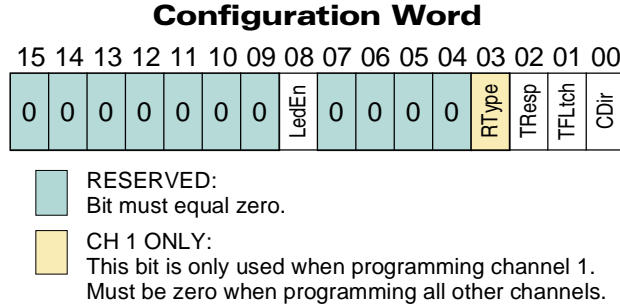 Configuration Word
15 14 13 12 11 10 09 08 07 06 05 04 03 02 01 00
0 0 0 0 0 0 0 LedEn 0 0 0 0 RType TResp TFLtch CDir
RESERVED:
Bit must equal zero.
CH 1 ONLY:
This bit is only used when programming channel 1.
Must be zero when programming all other channels.